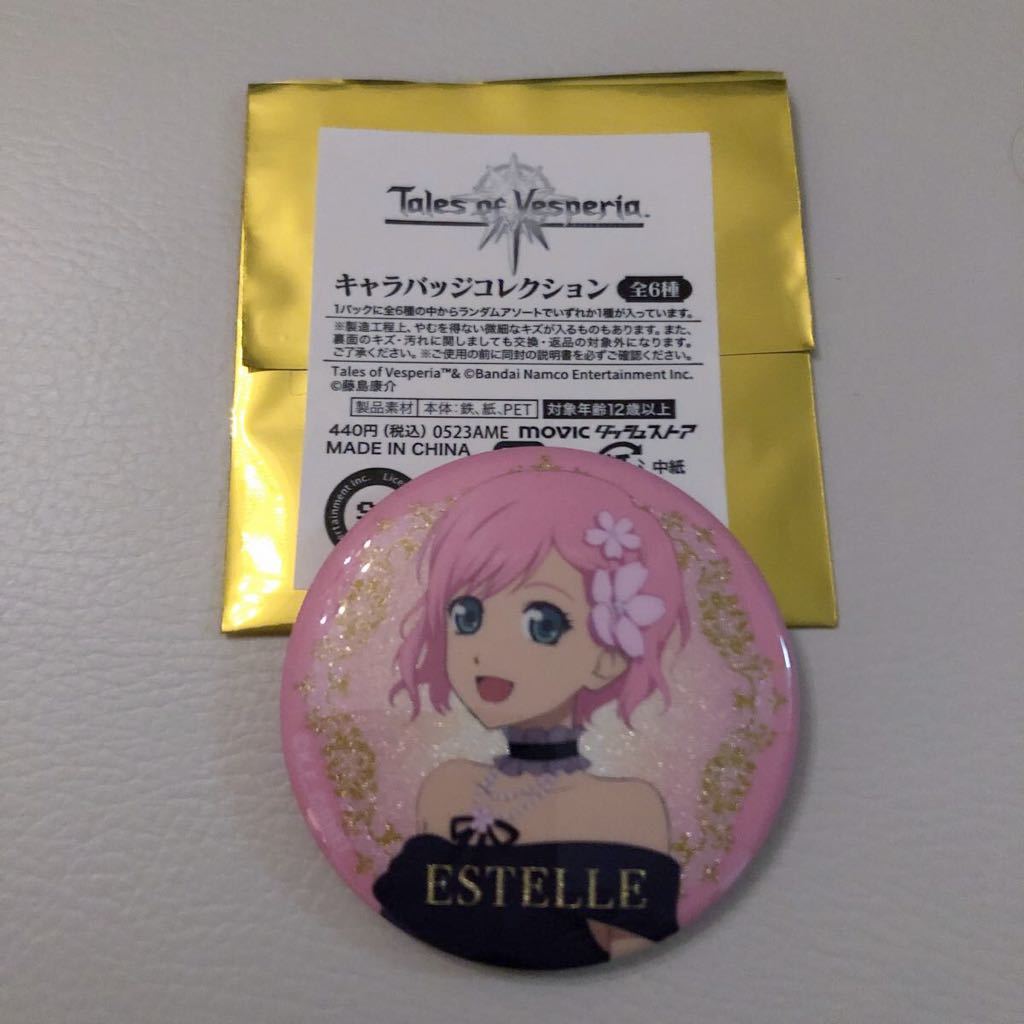 Tales of Vesperia.
キャラバッジコレクション 全6種
1パックに全6種の中からランダムアソートでいずれか1種が入っています。
※製造工程上、やむを得ない微細なキズが入るものもあります。また、
裏面のキズ・汚れに関しましても交換・返品の対象外になります。
ご了承ください。※ご使用の前に同封の説明書を必ずご確認ください。
Tales of Vesperia™& ©Bandai Namco Entertainment Inc.
©藤島康介
製品素材 本体:鉄、紙、PET 対象年齢12歳以上
440円(税込) 0523AME movic アニメストア
MADE IN CHINA
中紙
ESTELLE